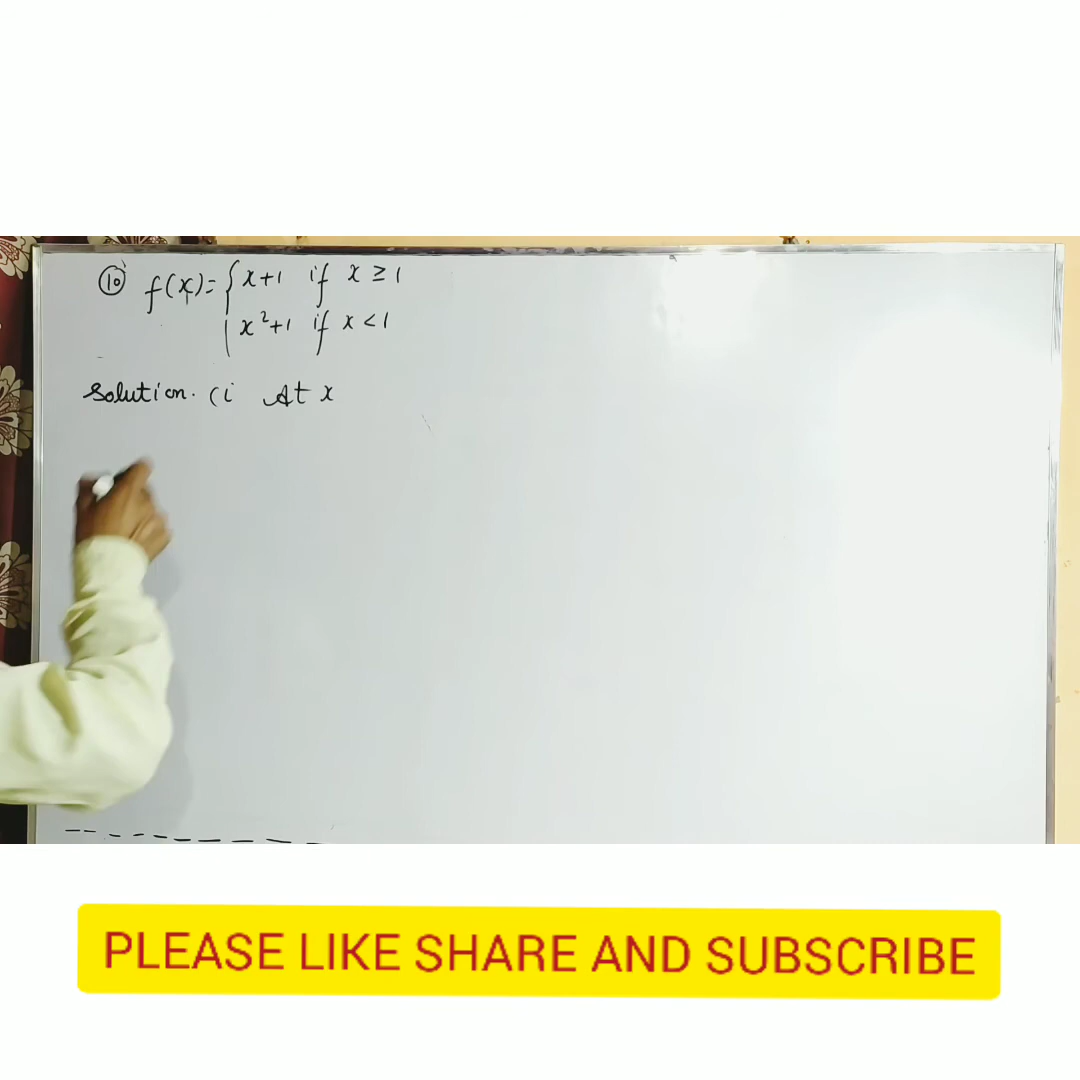 ⑩ f(x) = { x+1 if x ≥ 1
x²+1 if x < 1
Solution. (i At x
PLEASE LIKE SHARE AND SUBSCRIBE